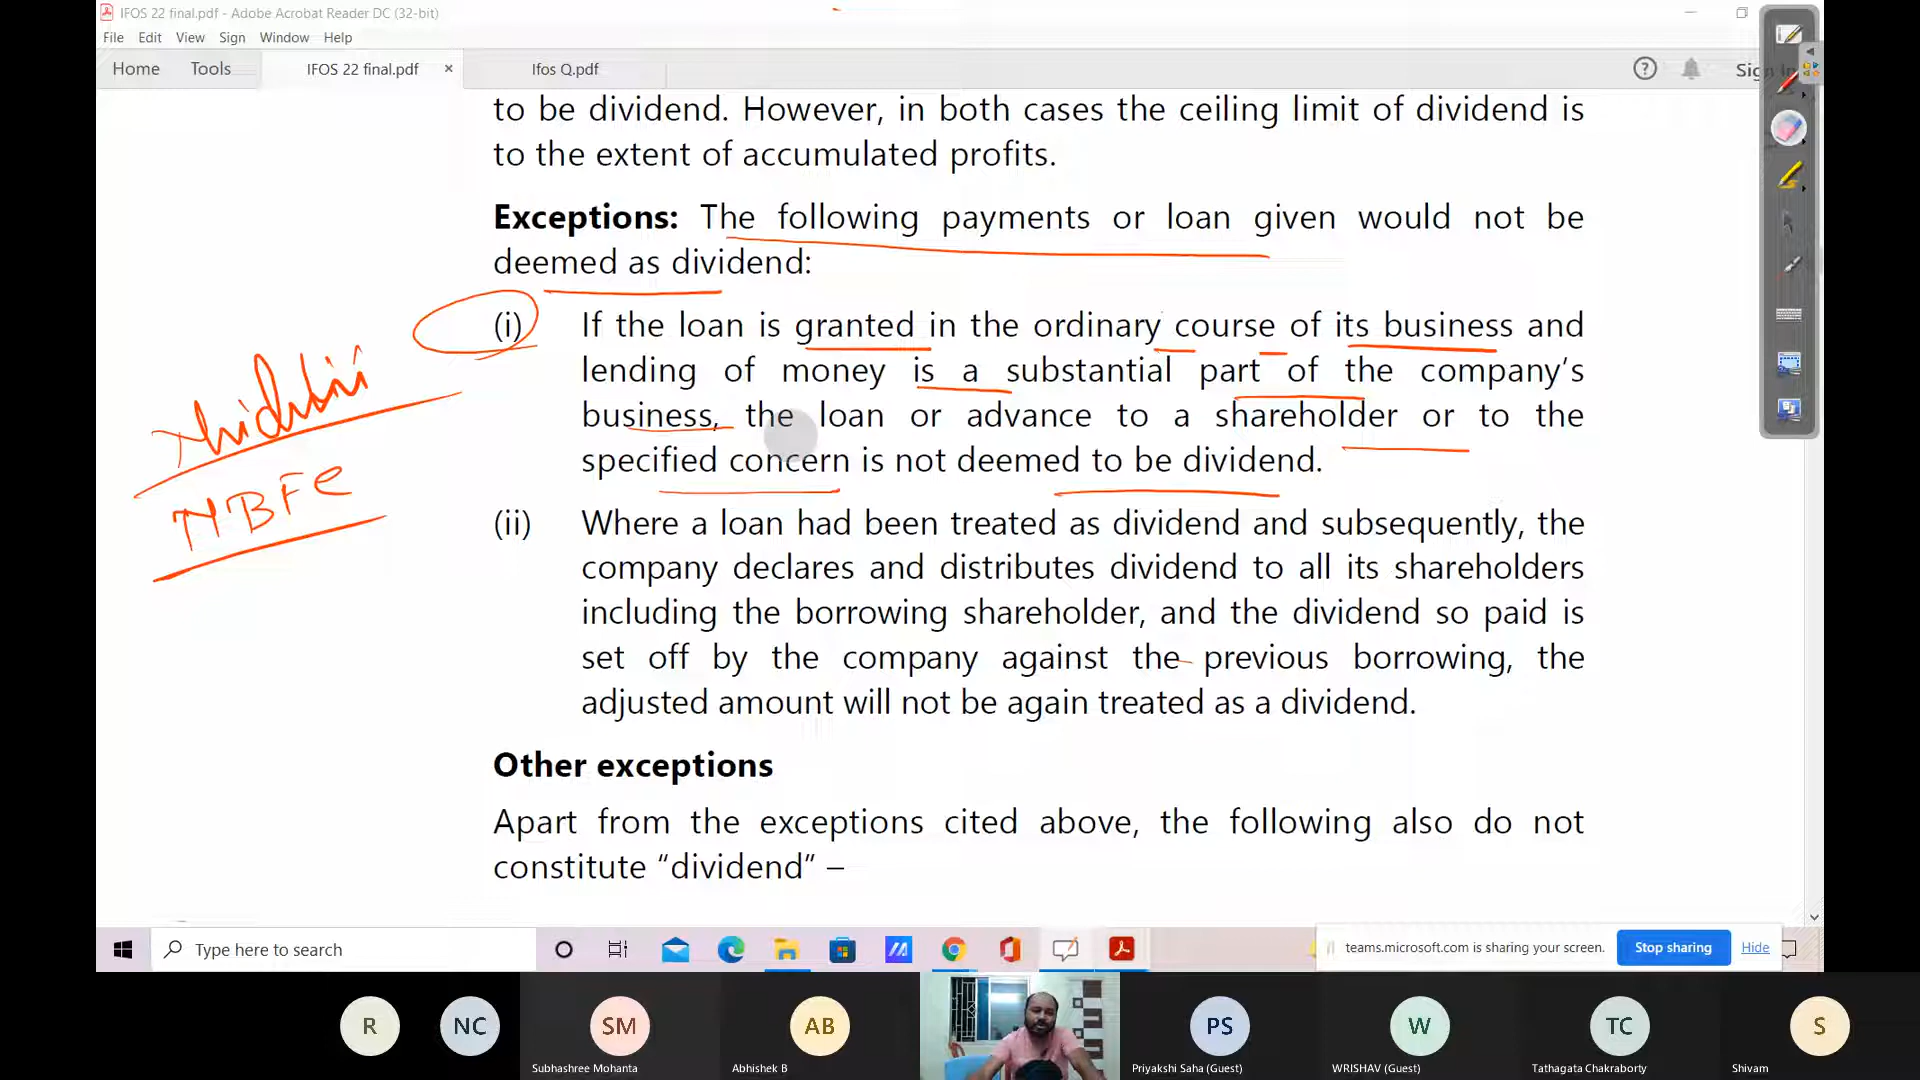 IFOS 22 final.pdf - Adobe Acrobat Reader DC (32-bit)
File Edit View Sign Window Help
Home Tools IFOS 22 final.pdf × Ifos Q.pdf
to be dividend. However, in both cases the ceiling limit of dividend is
to the extent of accumulated profits.
Exceptions: The following payments or loan given would not be
deemed as dividend:
(i) If the loan is granted in the ordinary course of its business and
lending of money is a substantial part of the company’s
business, the loan or advance to a shareholder or to the
specified concern is not deemed to be dividend.
NBFC
(ii) Where a loan had been treated as dividend and subsequently, the
company declares and distributes dividend to all its shareholders
including the borrowing shareholder, and the dividend so paid is
set off by the company against the previous borrowing, the
adjusted amount will not be again treated as a dividend.
Other exceptions
Apart from the exceptions cited above, the following also do not
constitute “dividend” –
Type here to search
teams.microsoft.com is sharing your screen. Stop sharing Hide
R NC SM AB PS W TC S
Subhashree Mohanta Abhishek B Priyakshi Saha (Guest) WRISHAV (Guest) Tathagata Chakraborty Shivam